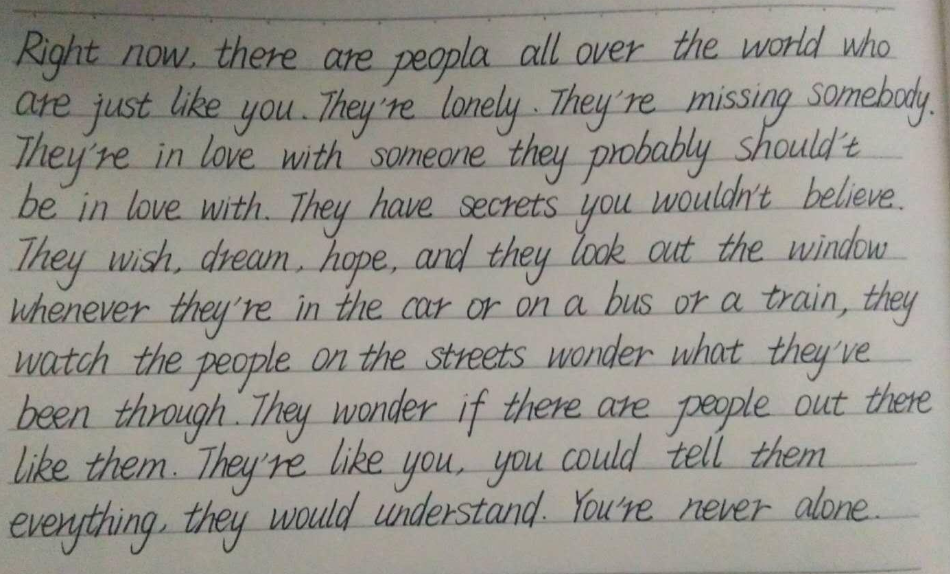 Right now, there are peopla all over the world who
are just like you. They're lonely. They're missing somebody.
They're in love with someone they probably should't
be in love with. They have secrets you wouldn't believe.
They wish, dream, hope, and they look out the window
whenever they're in the car or on a bus or a train, they
watch the people on the streets wonder what they've
been through. They wonder if there are people out there
like them. They're like you, you could tell them
everything, they would understand. You're never alone.